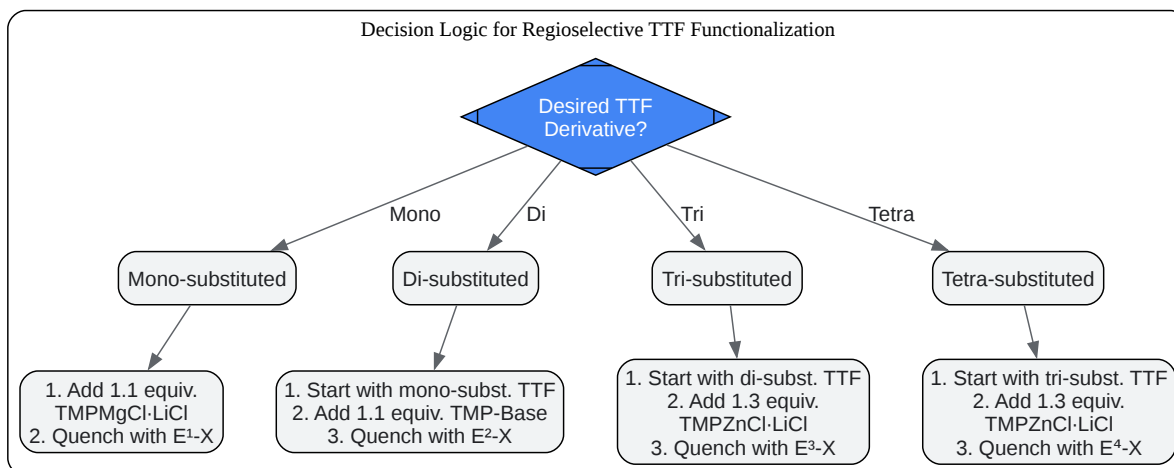 Decision Logic for Regioselective TTF Functionalization
Desired TTF
Derivative?
Mono
Di
Tri
Tetra
Mono-substituted
Di-substituted
Tri-substituted
Tetra-substituted
1. Add 1.1 equiv.
TMPMgCl·LiCl
2. Quench with E¹-X
1. Start with mono-subst. TTF
2. Add 1.1 equiv. TMP-Base
3. Quench with E²-X
1. Start with di-subst. TTF
2. Add 1.3 equiv.
TMPZnCl·LiCl
3. Quench with E³-X
1. Start with tri-subst. TTF
2. Add 1.3 equiv.
TMPZnCl·LiCl
3. Quench with E⁴-X